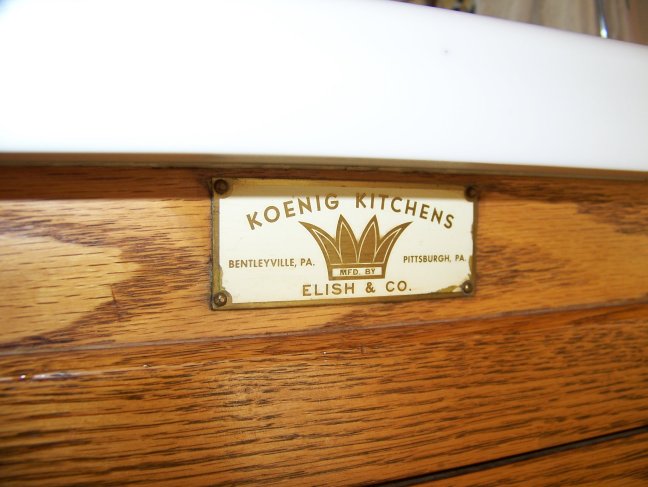 KOENIG KITCHENS
BENTLEYVILLE, PA. PITTSBURGH, PA.
MFD. BY
ELISH & CO.